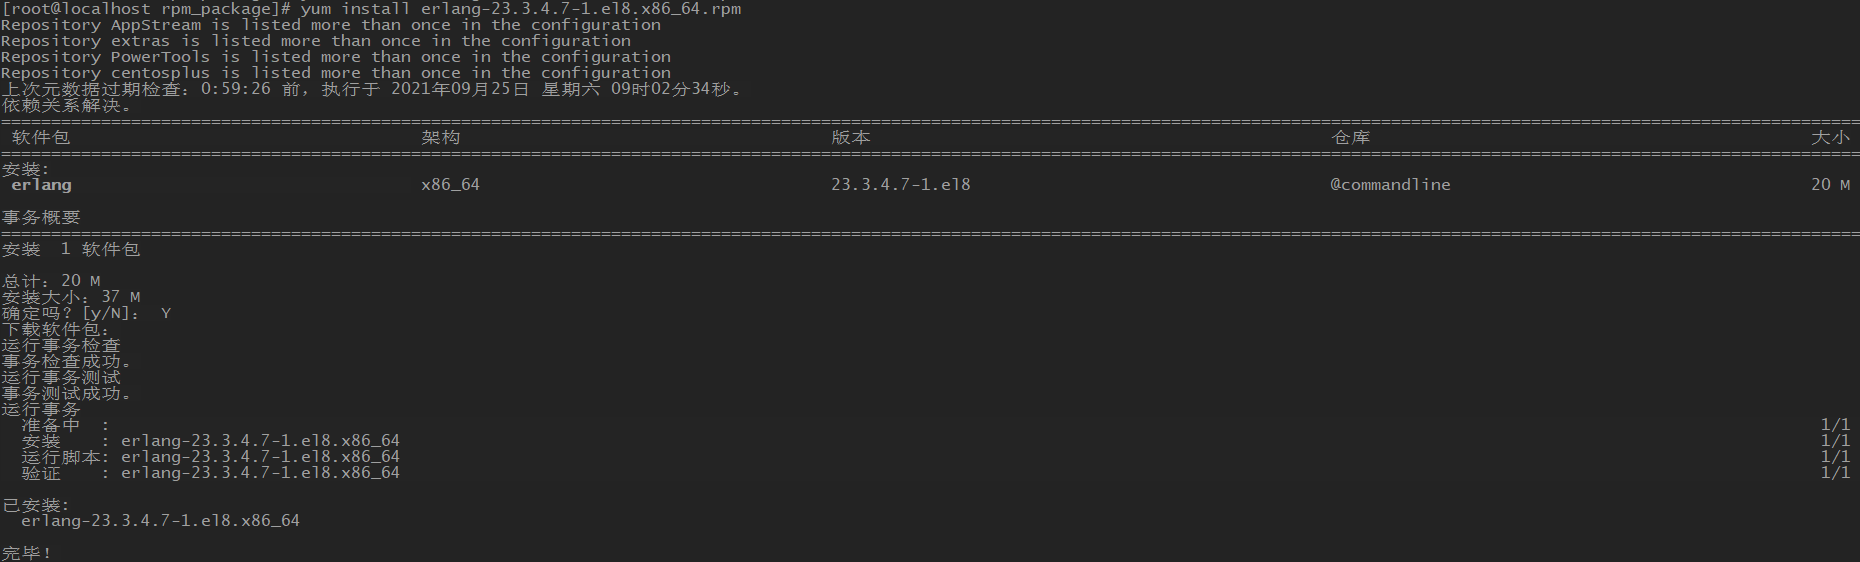 [root@localhost rpm_package]# yum install erlang-23.3.4.7-1.el8.x86_64.rpm
Repository AppStream is listed more than once in the configuration
Repository extras is listed more than once in the configuration
Repository PowerTools is listed more than once in the configuration
Repository centosplus is listed more than once in the configuration
上次元数据过期检查：0:59:26 前，执行于 2021年09月25日 星期六 09时02分34秒。
依赖关系解决。
软件包 架构 版本 仓库 大小
安装:
erlang x86_64 23.3.4.7-1.el8 @commandline 20 M
事务概要
安装  1 软件包
总计：20 M
安装大小：37 M
确定吗？[y/N]： Y
下载软件包：
运行事务检查
事务检查成功。
运行事务测试
事务测试成功。
运行事务
准备中  : 1/1
安装    : erlang-23.3.4.7-1.el8.x86_64 1/1
运行脚本: erlang-23.3.4.7-1.el8.x86_64 1/1
验证    : erlang-23.3.4.7-1.el8.x86_64 1/1
已安装:
erlang-23.3.4.7-1.el8.x86_64
完毕！